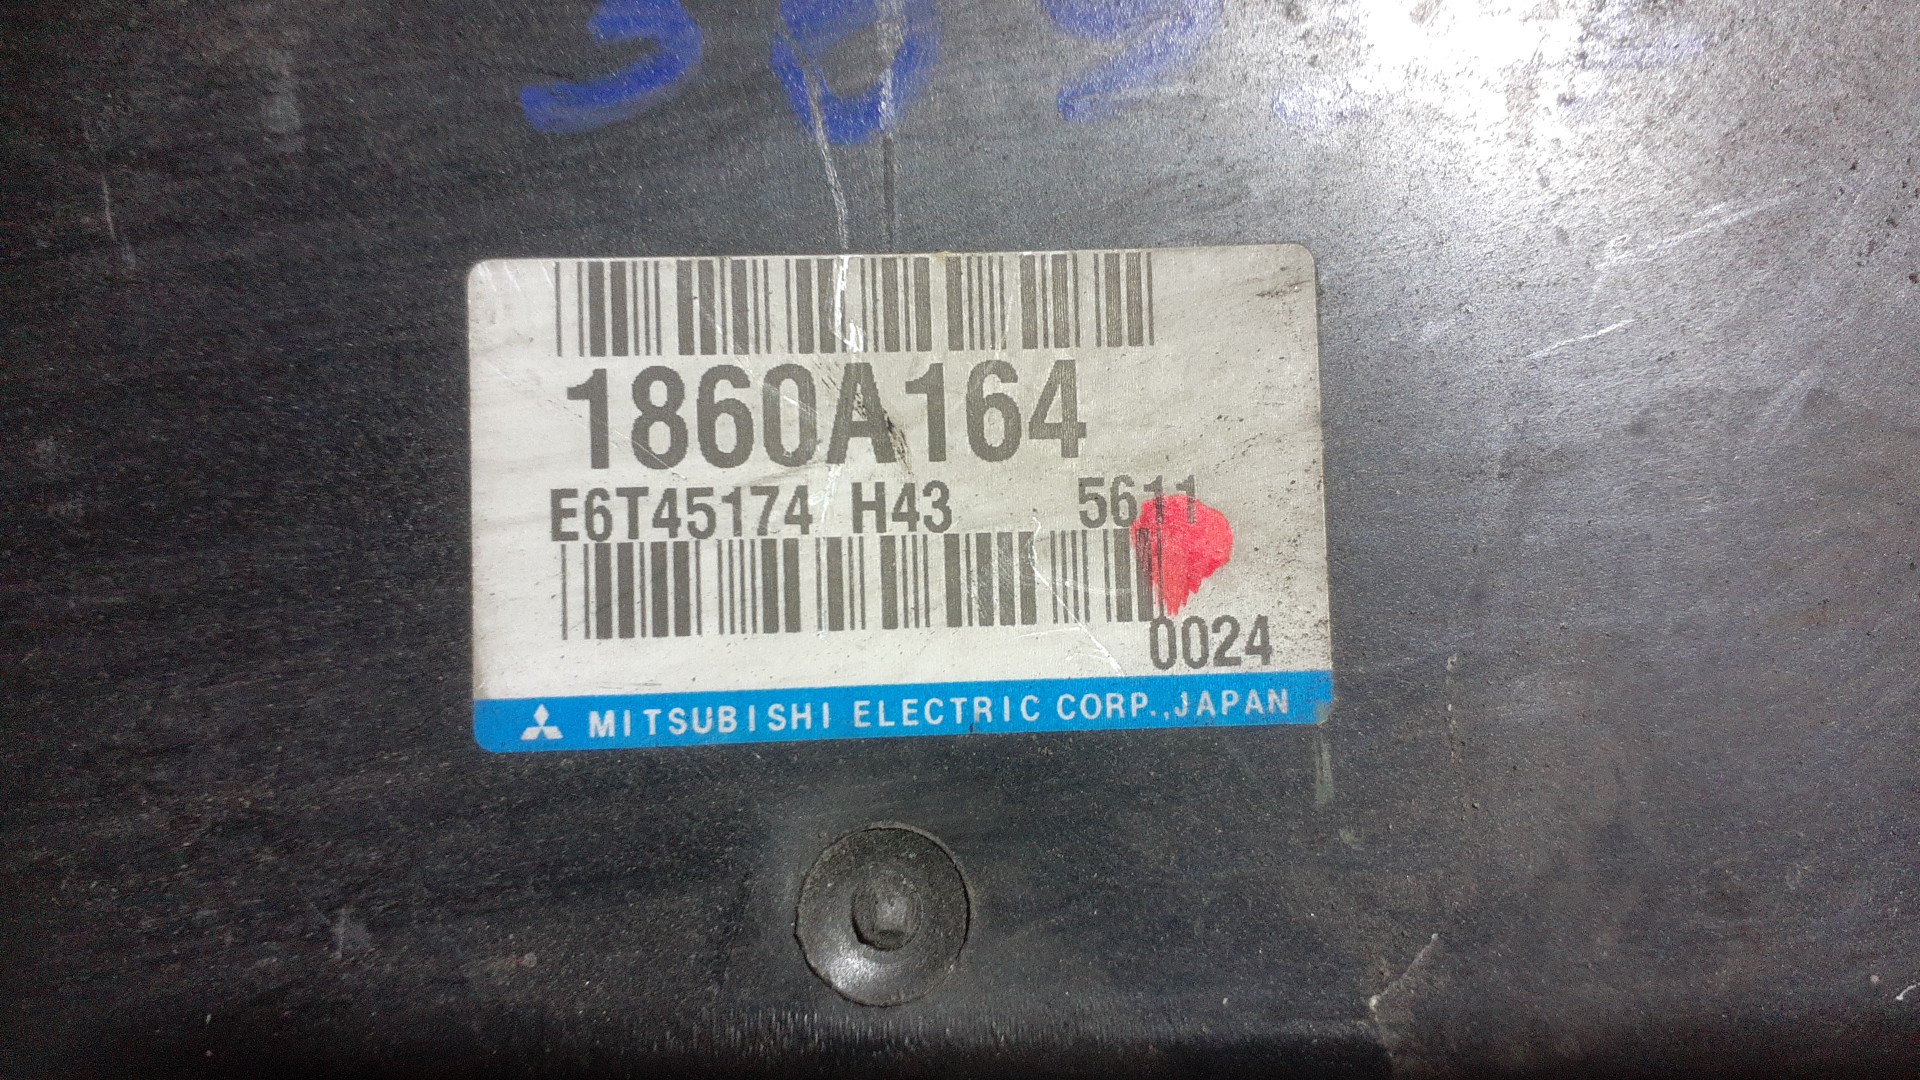 1860A164
E6T45174 H43 5611
0024
MITSUBISHI ELECTRIC CORP.,JAPAN